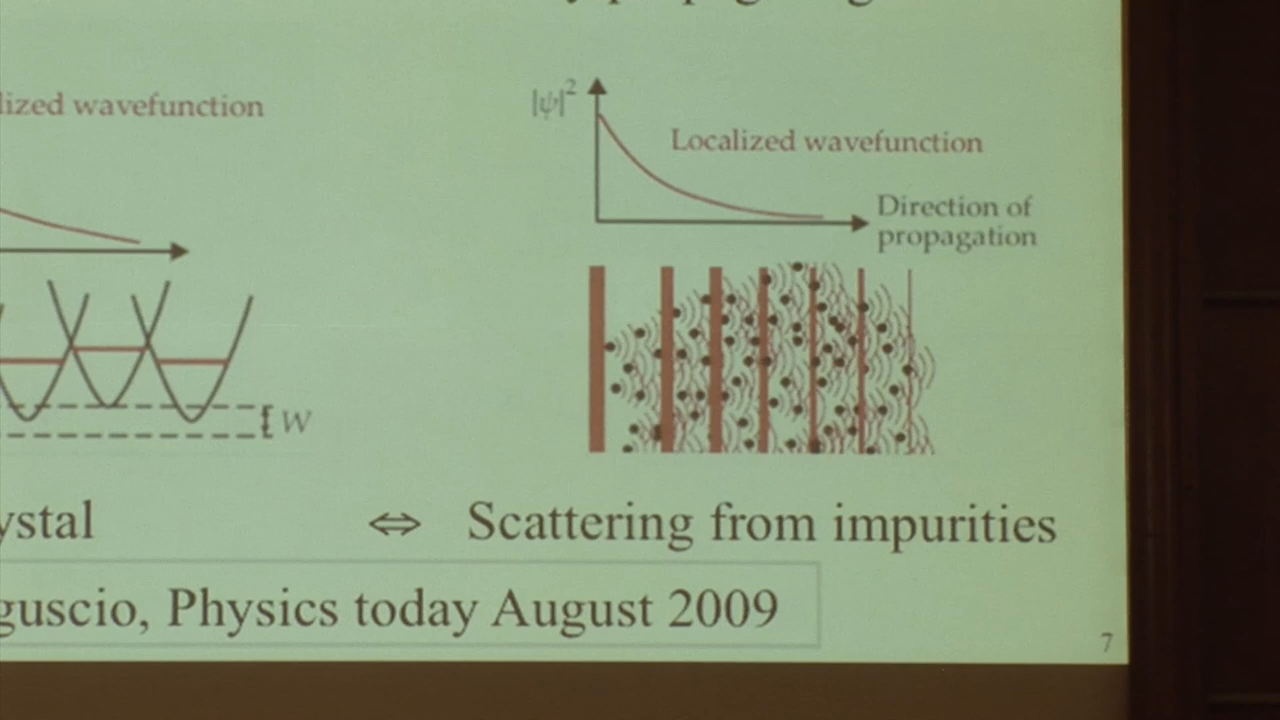 lized wavefunction
|ψ|²
Localized wavefunction
Direction of
propagation
W
ystal ⇔ Scattering from impurities
guscio, Physics today August 2009
7